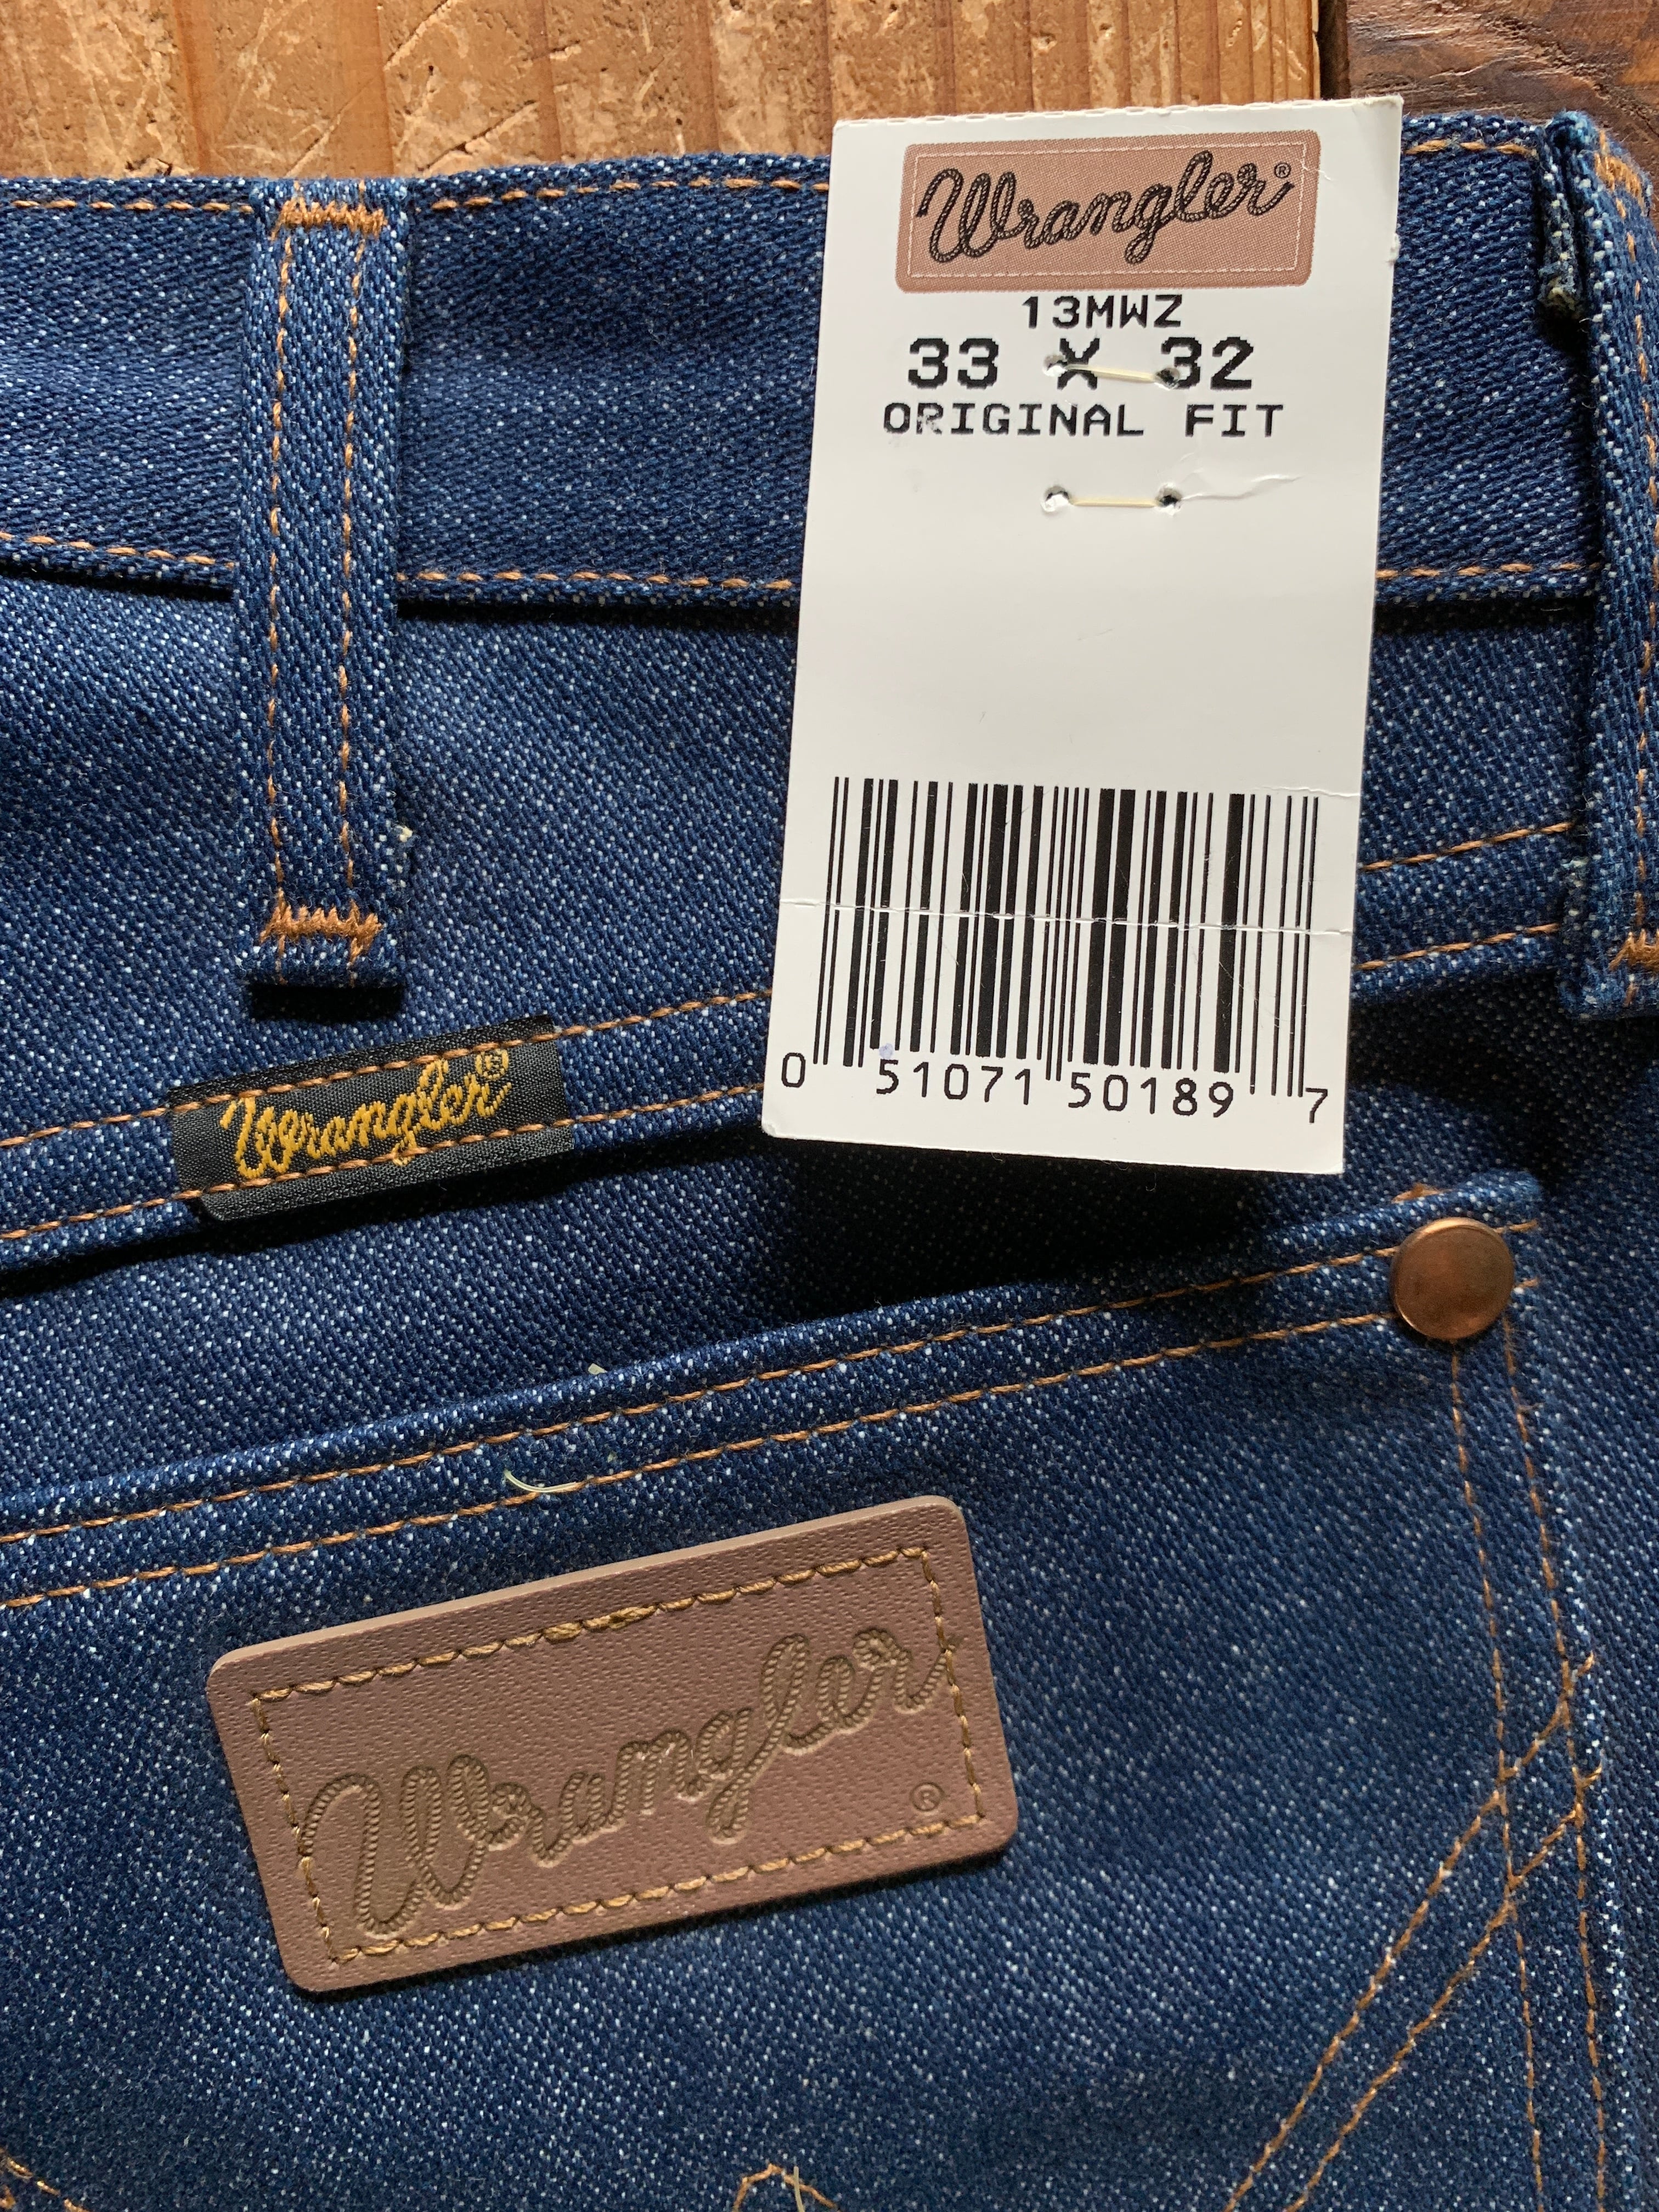 Wrangler®
13MWZ
33 X 32
ORIGINAL FIT
0 51071 50189 7
Wrangler®
Wrangler
®